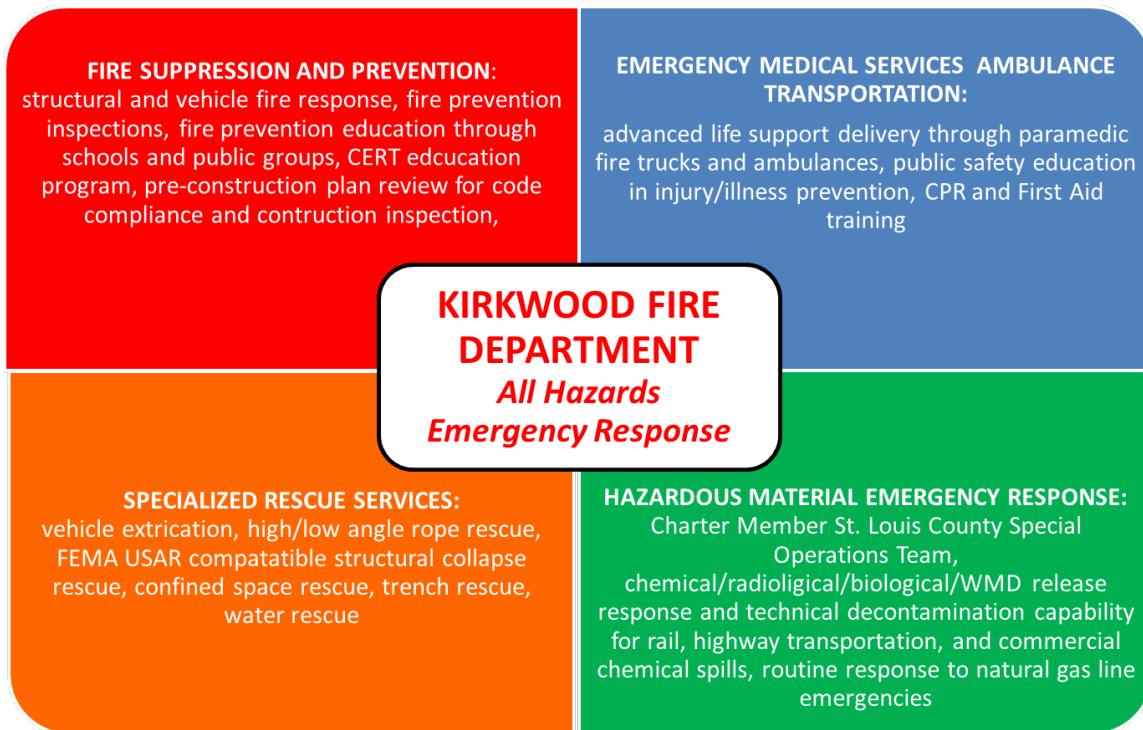 FIRE SUPPRESSION AND PREVENTION:
structural and vehicle fire response, fire prevention
inspections, fire prevention education through
schools and public groups, CERT edcucation
program, pre-construction plan review for code
compliance and contruction inspection,
EMERGENCY MEDICAL SERVICES AMBULANCE
TRANSPORTATION:
advanced life support delivery through paramedic
fire trucks and ambulances, public safety education
in injury/illness prevention, CPR and First Aid
training
KIRKWOOD FIRE
DEPARTMENT
All Hazards
Emergency Response
SPECIALIZED RESCUE SERVICES:
vehicle extrication, high/low angle rope rescue,
FEMA USAR compatatible structural collapse
rescue, confined space rescue, trench rescue,
water rescue
HAZARDOUS MATERIAL EMERGENCY RESPONSE:
Charter Member St. Louis County Special
Operations Team,
chemical/radioligical/biological/WMD release
response and technical decontamination capability
for rail, highway transportation, and commercial
chemical spills, routine response to natural gas line
emergencies